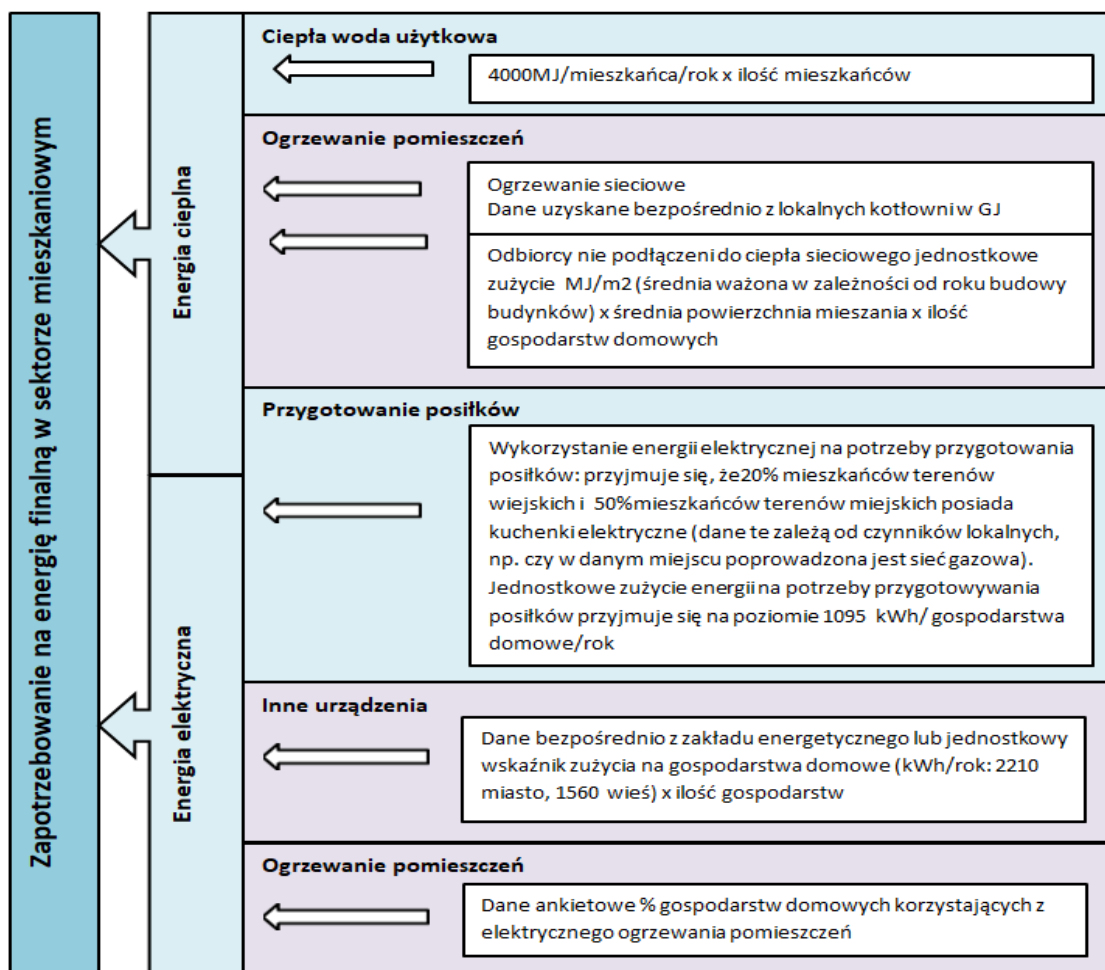 Zapotrzebowanie na energię finalną w sektorze mieszkaniowym
Energia cieplna
Energia elektryczna
Ciepła woda użytkowa
4000MJ/mieszkańca/rok x ilość mieszkańców
Ogrzewanie pomieszczeń
Ogrzewanie sieciowe
Dane uzyskane bezpośrednio z lokalnych kotłowni w GJ
Odbiorcy nie podłączeni do ciepła sieciowego jednostkowe
zużycie MJ/m2 (średnia ważona w zależności od roku budowy
budynków) x średnia powierzchnia mieszania x ilość
gospodarstw domowych
Przygotowanie posiłków
Wykorzystanie energii elektrycznej na potrzeby przygotowania
posiłków: przyjmuje się, że20% mieszkańców terenów
wiejskich i 50%mieszkańców terenów miejskich posiada
kuchenki elektryczne (dane te zależą od czynników lokalnych,
np. czy w danym miejscu poprowadzona jest sieć gazowa).
Jednostkowe zużycie energii na potrzeby przygotowywania
posiłków przyjmuje się na poziomie 1095 kWh/ gospodarstwa
domowe/rok
Inne urządzenia
Dane bezpośrednio z zakładu energetycznego lub jednostkowy
wskaźnik zużycia na gospodarstwa domowe (kWh/rok: 2210
miasto, 1560 wieś) x ilość gospodarstw
Ogrzewanie pomieszczeń
Dane ankietowe % gospodarstw domowych korzystających z
elektrycznego ogrzewania pomieszczeń